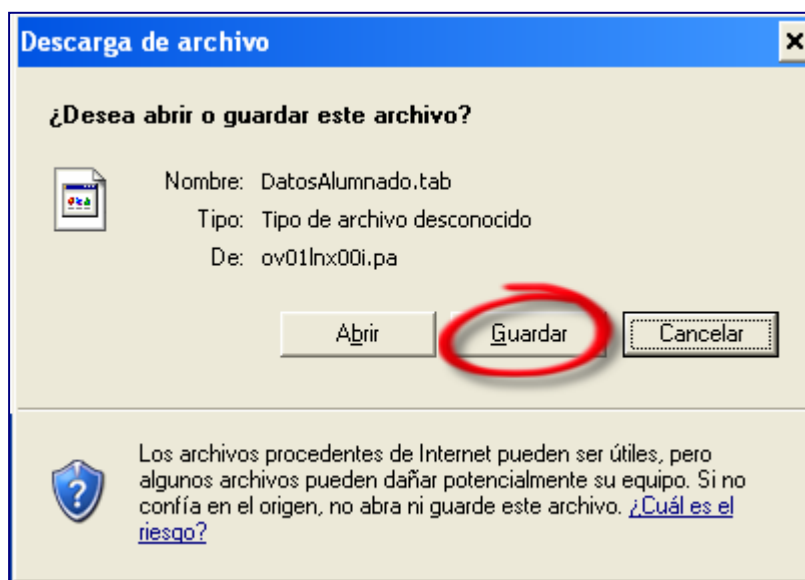 Descarga de archivo
¿Desea abrir o guardar este archivo?
Nombre: DatosAlumnado.tab
Tipo: Tipo de archivo desconocido
De: ov01lnx00i.pa
Abrir Guardar Cancelar
Los archivos procedentes de Internet pueden ser útiles, pero
algunos archivos pueden dañar potencialmente su equipo. Si no
confía en el origen, no abra ni guarde este archivo. ¿Cuál es el
riesgo?